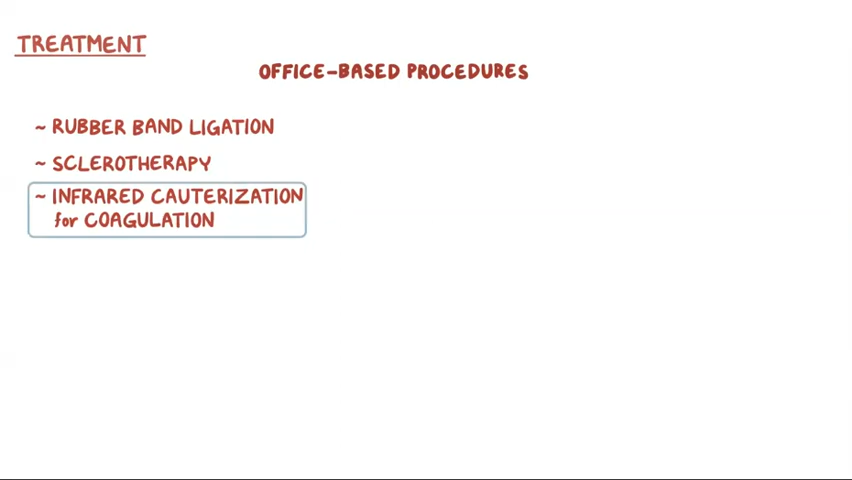 TREATMENT
OFFICE-BASED PROCEDURES
~ RUBBER BAND LIGATION
~ SCLEROTHERAPY
~ INFRARED CAUTERIZATION
for COAGULATION